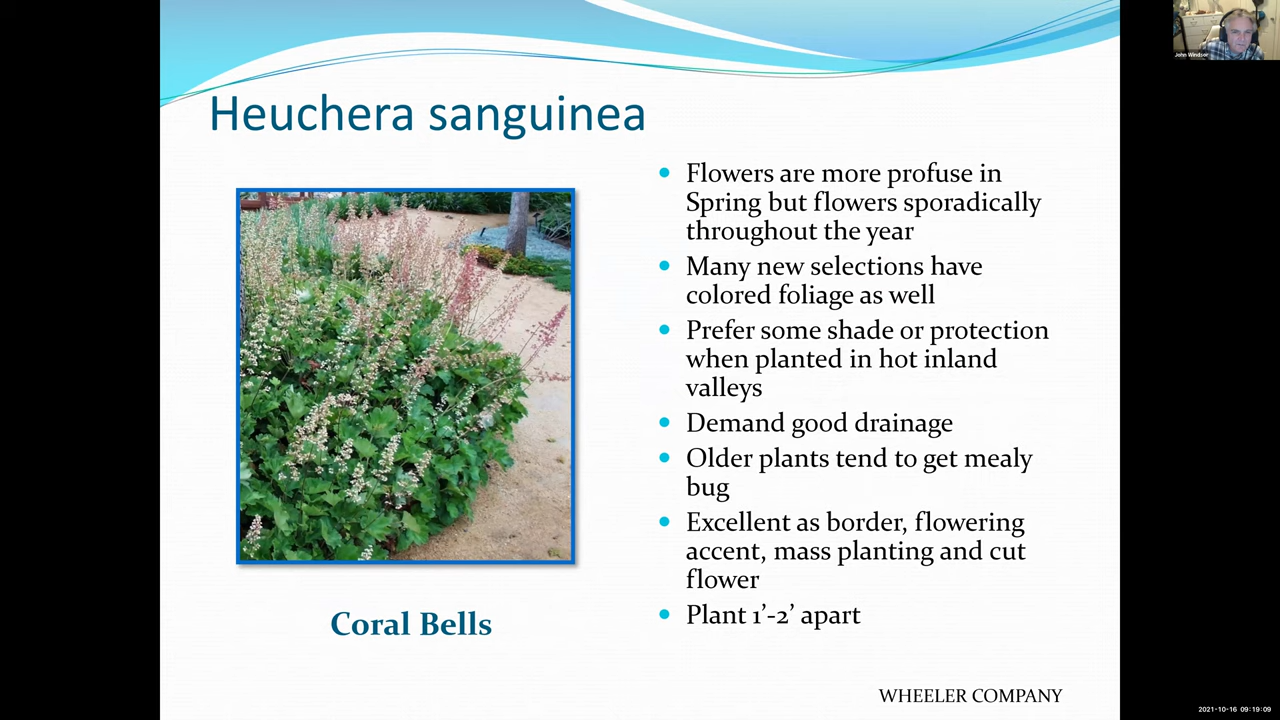 John Windsor
Heuchera sanguinea
Flowers are more profuse in
Spring but flowers sporadically
throughout the year
Many new selections have
colored foliage as well
Prefer some shade or protection
when planted in hot inland
valleys
Demand good drainage
Older plants tend to get mealy
bug
Excellent as border, flowering
accent, mass planting and cut
flower
Plant 1’-2’ apart
Coral Bells
WHEELER COMPANY
2021-10-16 09:19:09